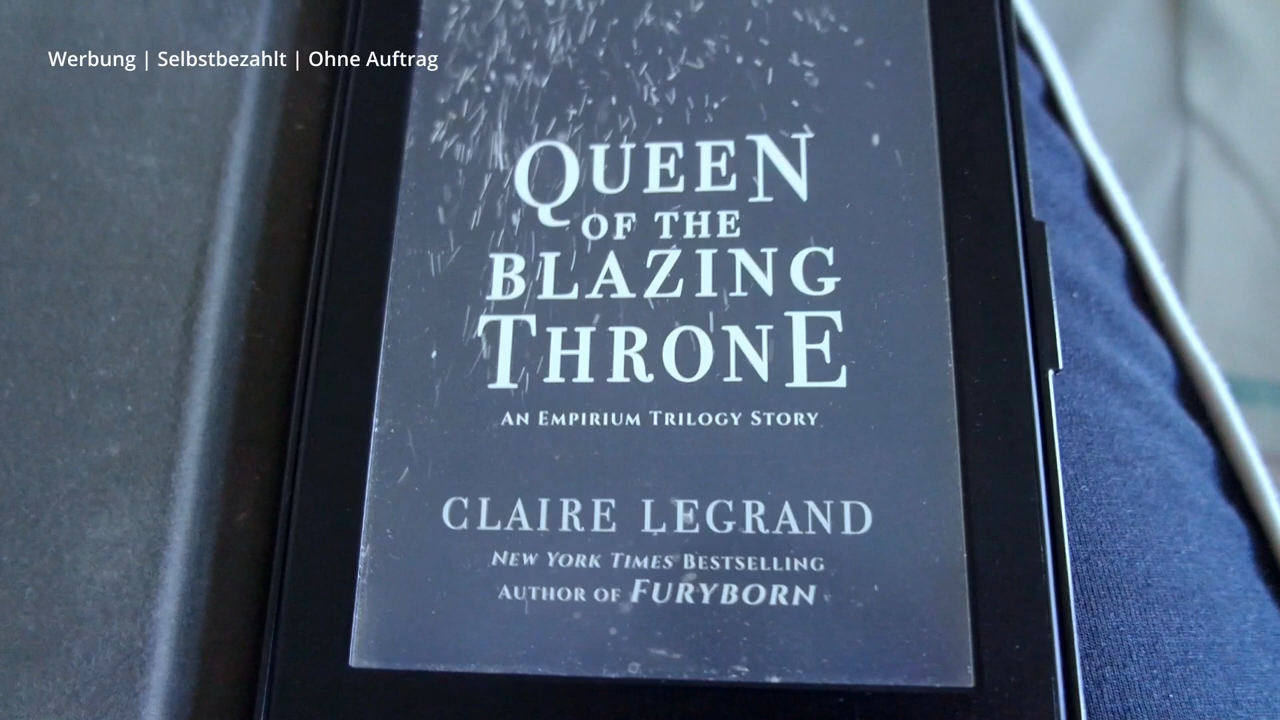 Werbung | Selbstbezahlt | Ohne Auftrag
QUEEN
OF THE
BLAZING
THRONE
AN EMPIRIUM TRILOGY STORY
CLAIRE LEGRAND
NEW YORK TIMES BESTSELLING
AUTHOR OF FURYBORN